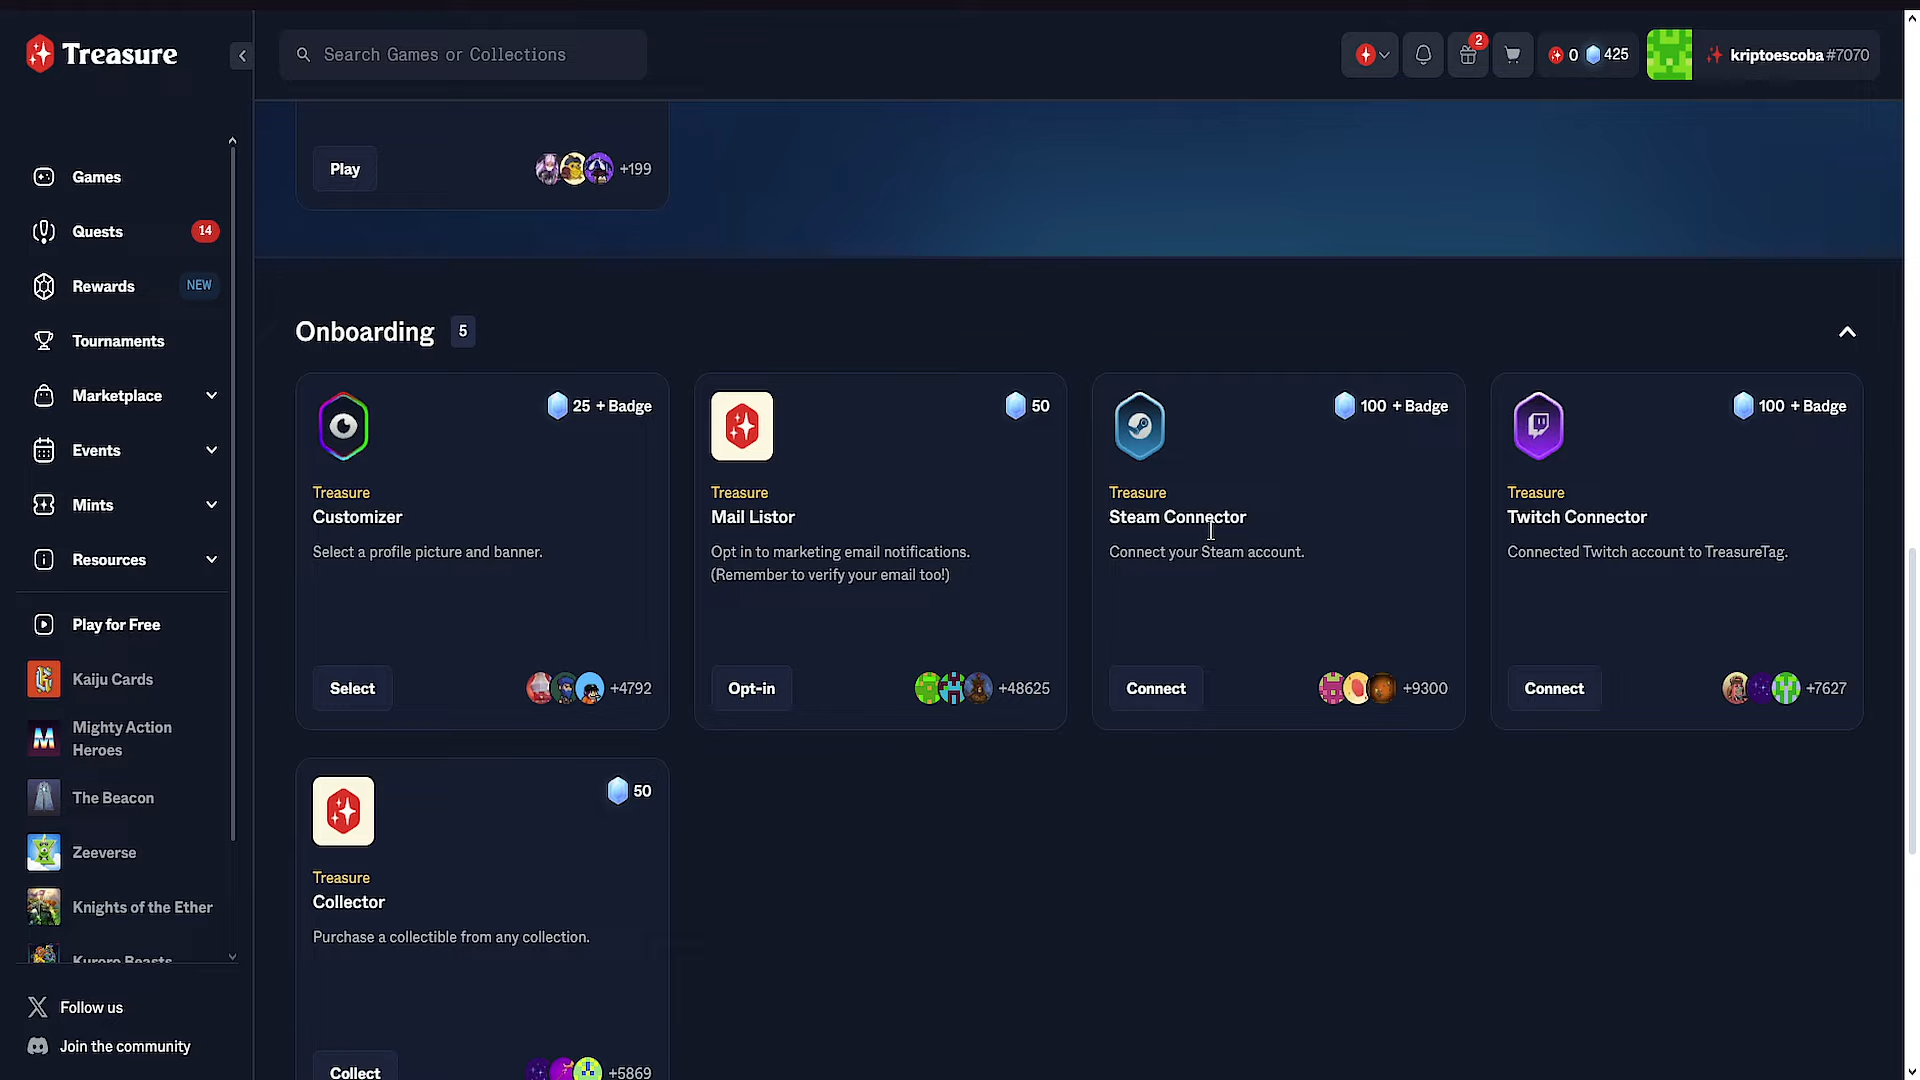 Treasure
Search Games or Collections
2
0
425
kriptoescoba#7070
Games
Quests
14
Rewards
NEW
Tournaments
Marketplace
Events
Mints
Resources
Play for Free
Kaiju Cards
Mighty Action
Heroes
The Beacon
Zeeverse
Knights of the Ether
Kuroro Beasts
Follow us
Join the community
Play
+199
Onboarding
5
25 + Badge
Treasure
Customizer
Select a profile picture and banner.
Select
+4792
50
Treasure
Mail Listor
Opt in to marketing email notifications.
(Remember to verify your email too!)
Opt-in
+48625
100 + Badge
Treasure
Steam Connector
Connect your Steam account.
Connect
+9300
100 + Badge
Treasure
Twitch Connector
Connected Twitch account to TreasureTag.
Connect
+7627
50
Treasure
Collector
Purchase a collectible from any collection.
Collect
+5869